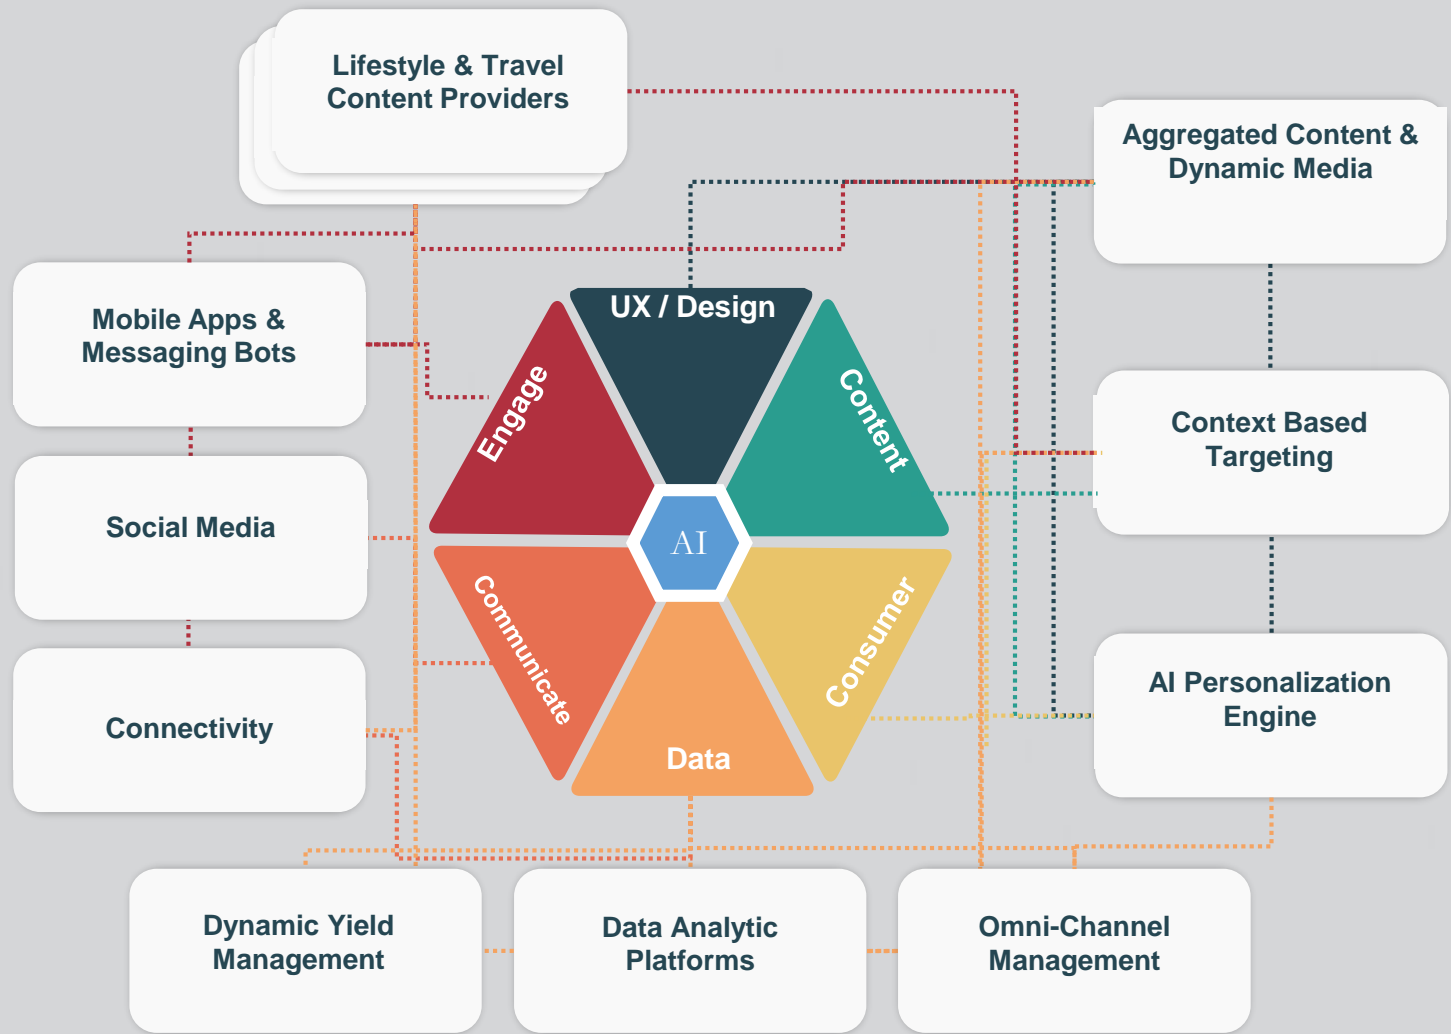 Lifestyle & Travel
Content Providers
Aggregated Content &
Dynamic Media
Mobile Apps &
Messaging Bots
UX / Design
Engage
Content
Context Based
Targeting
Social Media
AI
Communicate
Consumer
AI Personalization
Engine
Connectivity
Data
Dynamic Yield
Management
Data Analytic
Platforms
Omni-Channel
Management